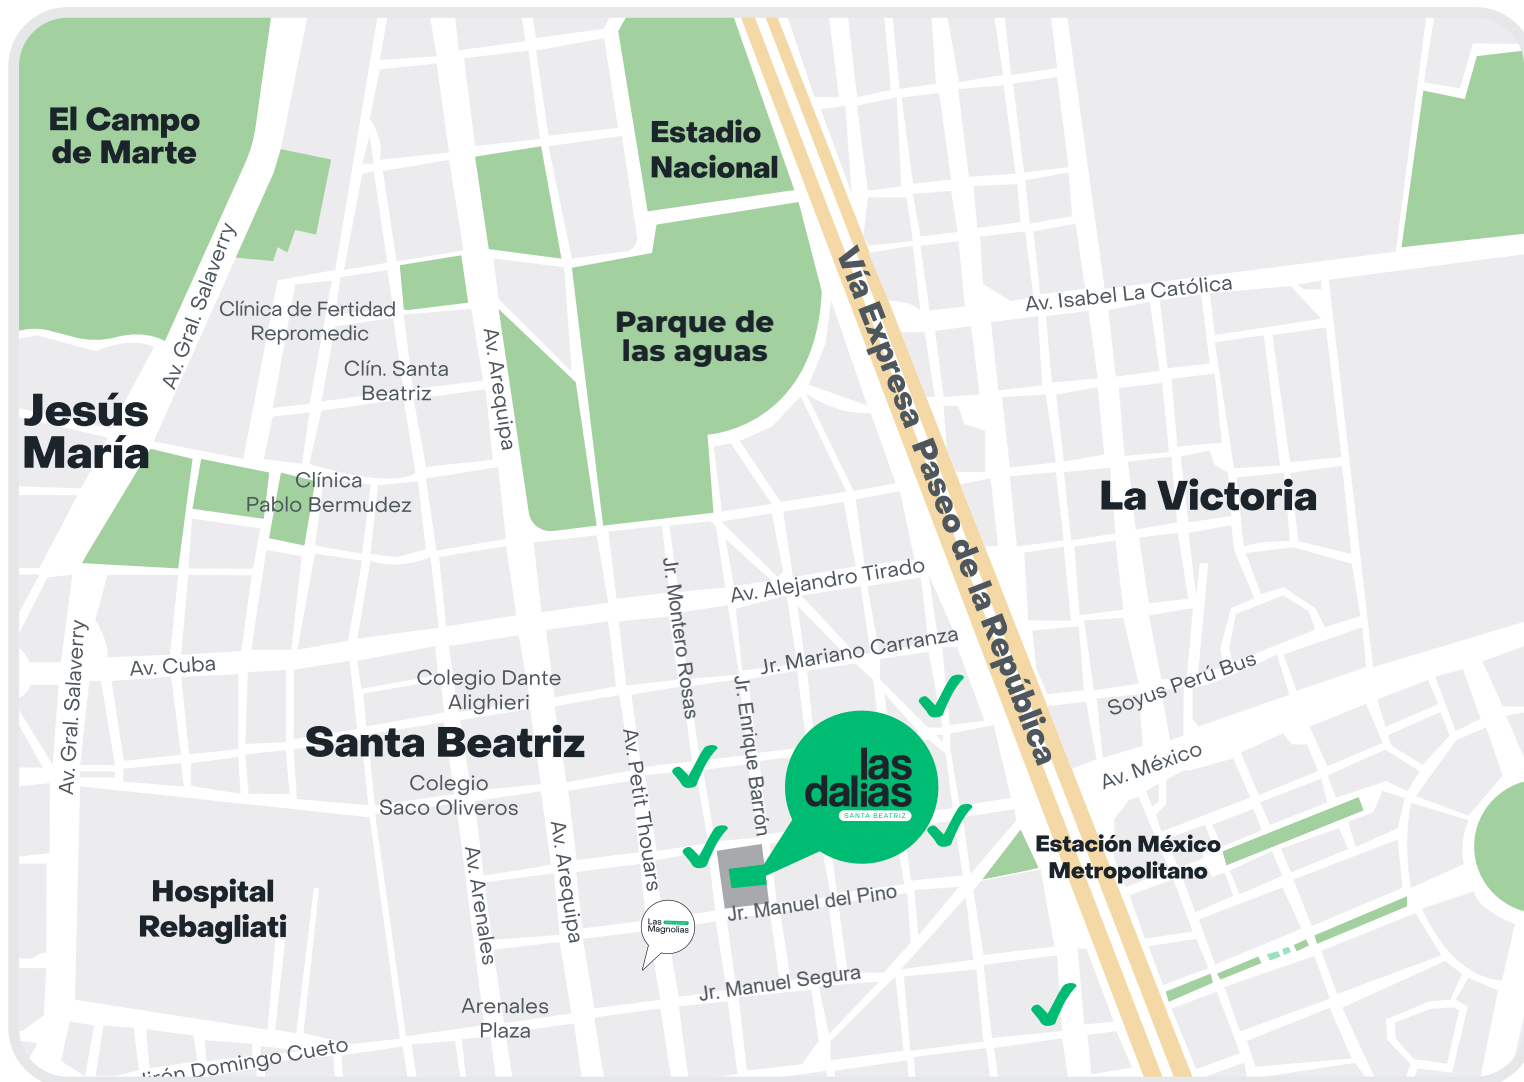 El Campo
de Marte
Estadio
Nacional
Av. Gral. Salaverry
Clínica de Fertidad
Repromedic
Clín. Santa
Beatriz
Av. Arequipa
Parque de
las aguas
Vía Expresa Paseo de la República
Av. Isabel La Católica
Jesús
María
Clínica
Pablo Bermudez
La Victoria
Av. Alejandro Tirado
Jr. Montero Rosas
Jr. Mariano Carranza
Av. Cuba
Av. Gral. Salaverry
Colegio Dante
Alighieri
Santa Beatriz
Colegio
Saco Oliveros
Av. Petit Thouars
Jr. Enrique Barrón
las
dalias
SANTA BEATRIZ
Soyus Perú Bus
Av. México
Estación México
Metropolitano
Hospital
Rebagliati
Av. Arenales
Av. Arequipa
Las
Magnolias
Jr. Manuel del Pino
Jr. Manuel Segura
Arenales
Plaza
Jirón Domingo Cueto